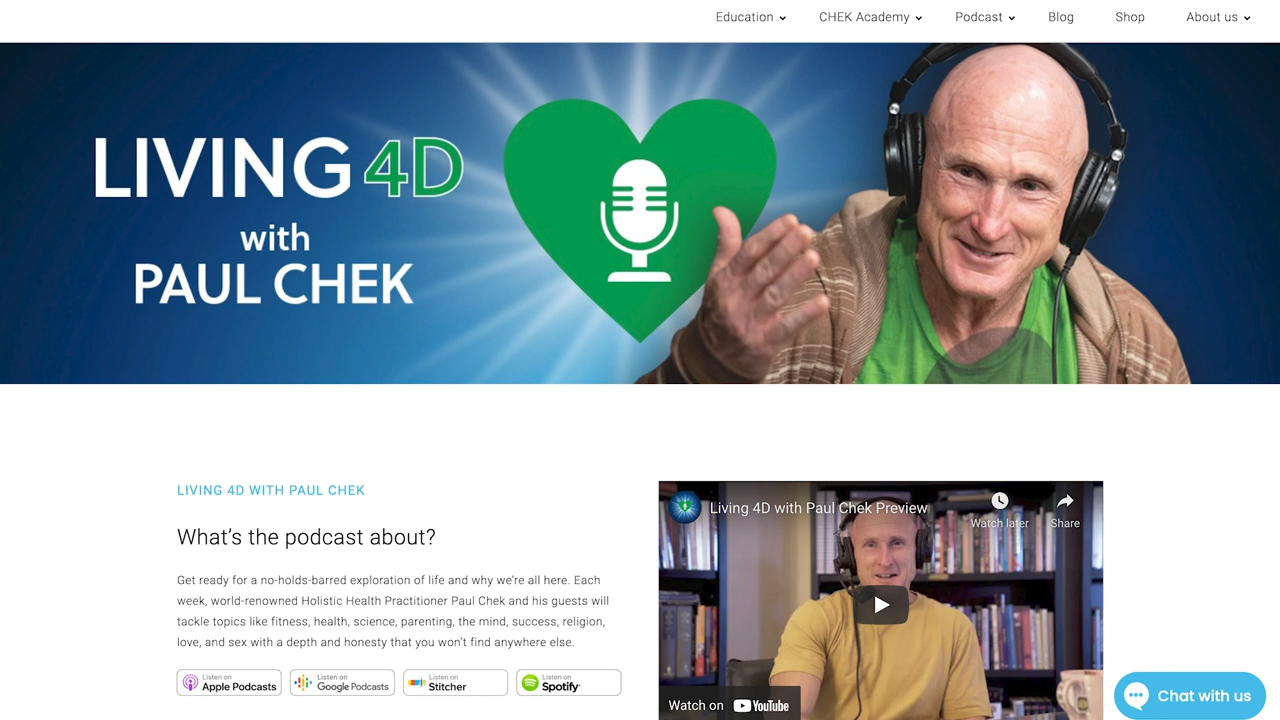 Education
CHEK Academy
Podcast
Blog
Shop
About us
LIVING 4D
with
PAUL CHEK
LIVING 4D WITH PAUL CHEK
What’s the podcast about?
Get ready for a no-holds-barred exploration of life and why we’re all here. Each
week, world-renowned Holistic Health Practitioner Paul Chek and his guests will
tackle topics like fitness, health, science, parenting, the mind, success, religion,
love, and sex with a depth and honesty that you won’t find anywhere else.
Listen on
Apple Podcasts
Listen on
Google Podcasts
Listen on
Stitcher
Listen on
Spotify
Living 4D with Paul Chek Preview
Watch later
Share
Watch on YouTube
Chat with us